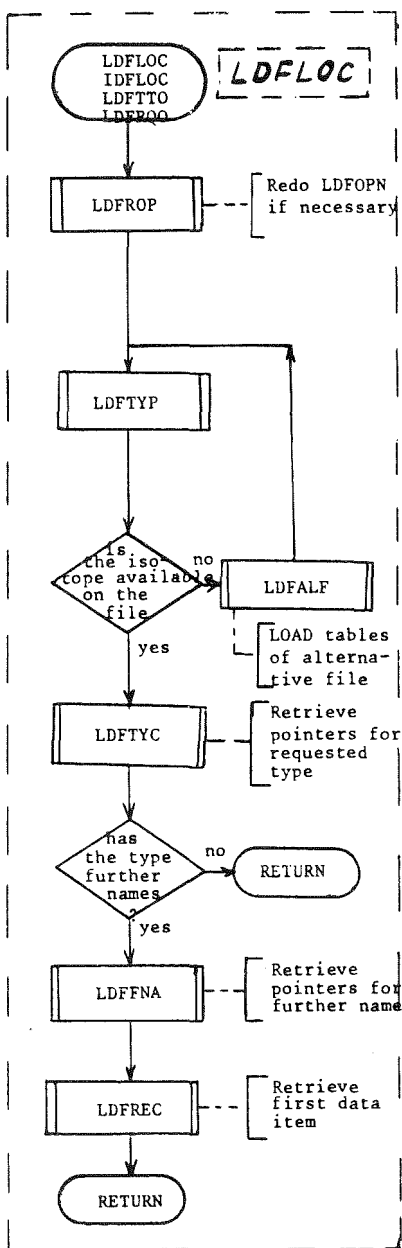 LDFLOC
IDFLOC
LDFTTO
LDFROO
LDFLOC
LDFROP
Redo LDFOPN
if necessary
LDFTYP
Is
the iso-
tope available
on the
file
no
yes
LDFALF
LOAD tables
of alterna-
tive file
LDFTYC
Retrieve
pointers for
requested
type
has
the type
further
names
?
no
yes
RETURN
LDFFNA
Retrieve
pointers for
further name
LDFREC
Retrieve
first data
item
RETURN